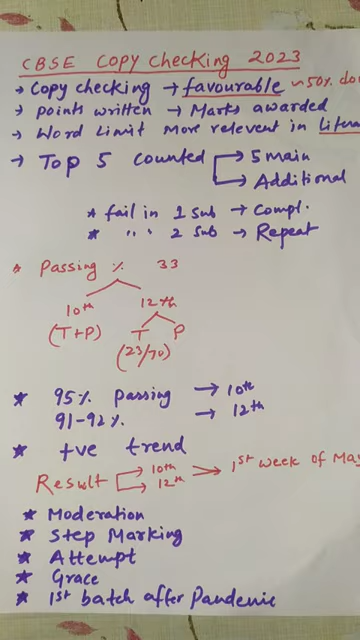 CBSE COPY CHECKING 2023
→ Copy checking → favourable ~50% do
→ points written → Marks awarded
→ Word Limit More relevent in Litera
→ Top 5 counted → 5 main
→ Additional
* fail in 1 Sub → Compl.
* " " 2 Sub → Repeat
* Passing % 33
10th 12th
(T+P) T P
(23/70)
* 95% passing → 10th
91-92% → 12th
* +ve trend
Result → 10th → 12th > 1st week of May
* Moderation
* Step Marking
* Attempt
* Grace
* 1st batch after Pandemic